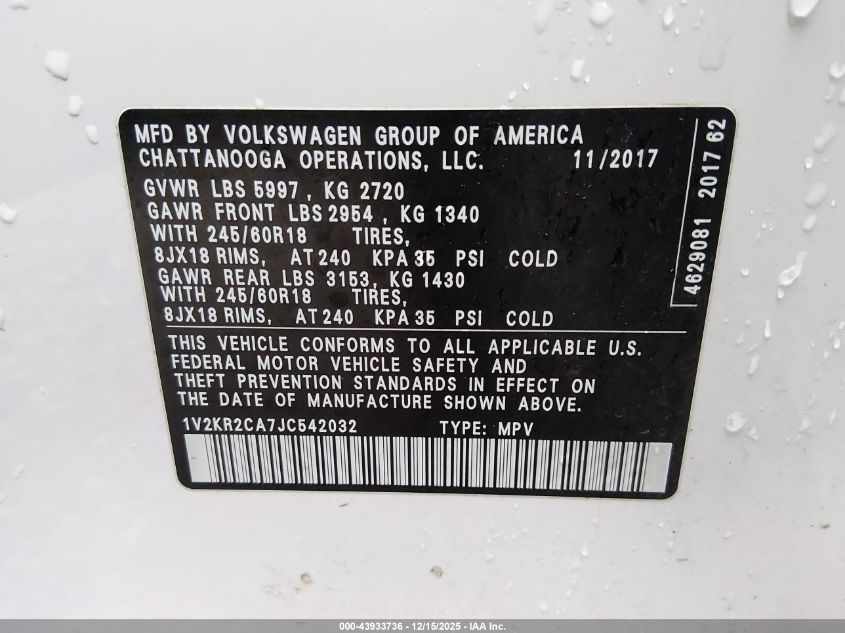 MFD BY VOLKSWAGEN GROUP OF AMERICA
CHATTANOOGA OPERATIONS, LLC. 11/2017
GVWR LBS 5997, KG 2720
GAWR FRONT LBS 2954, KG 1340
WITH 245/60R18 TIRES,
8JX18 RIMS, AT 240 KPA 35 PSI COLD
GAWR REAR LBS 3153, KG 1430
WITH 245/60R18 TIRES,
8JX18 RIMS, AT 240 KPA 35 PSI COLD
THIS VEHICLE CONFORMS TO ALL APPLICABLE U.S.
FEDERAL MOTOR VEHICLE SAFETY AND
THEFT PREVENTION STANDARDS IN EFFECT ON
THE DATE OF MANUFACTURE SHOWN ABOVE.
1V2KR2CA7JC542032 TYPE: MPV
4629081 2017 62
000-43933736 - 12/15/2025 - IAA Inc.